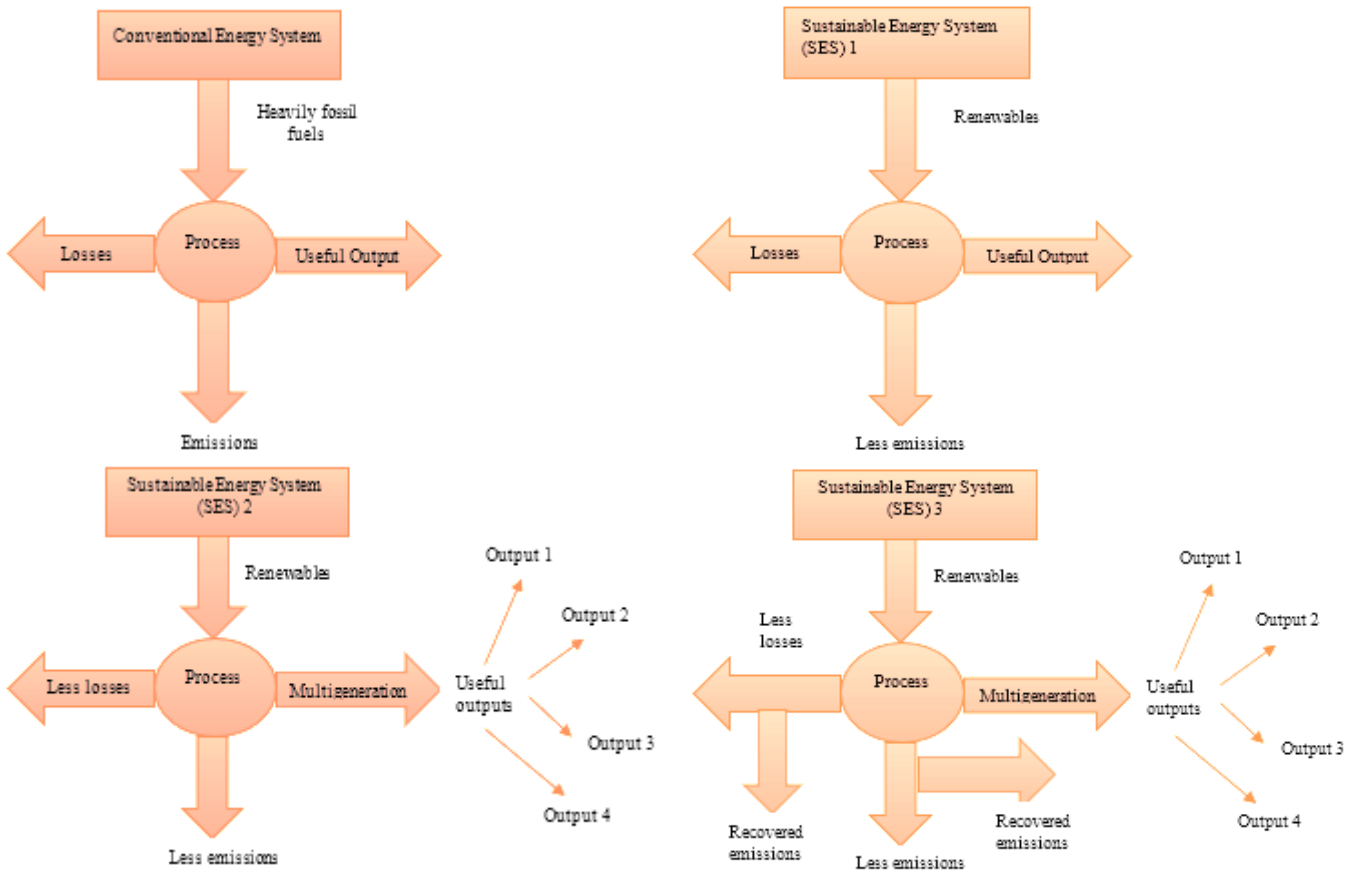 Conventional Energy System
Heavily fossil
fuels
Process
Losses
Useful Output
Emissions
Sustainable Energy System
(SES) 1
Renewables
Process
Losses
Useful Output
Less emissions
Sustainable Energy System
(SES) 2
Renewables
Output 1
Output 2
Process
Less losses
Multigeneration
Useful
outputs
Output 3
Output 4
Less emissions
Sustainable Energy System
(SES) 3
Renewables
Output 1
Less
losses
Output 2
Process
Multigeneration
Useful
outputs
Output 3
Output 4
Recovered
emissions
Recovered
emissions
Less emissions